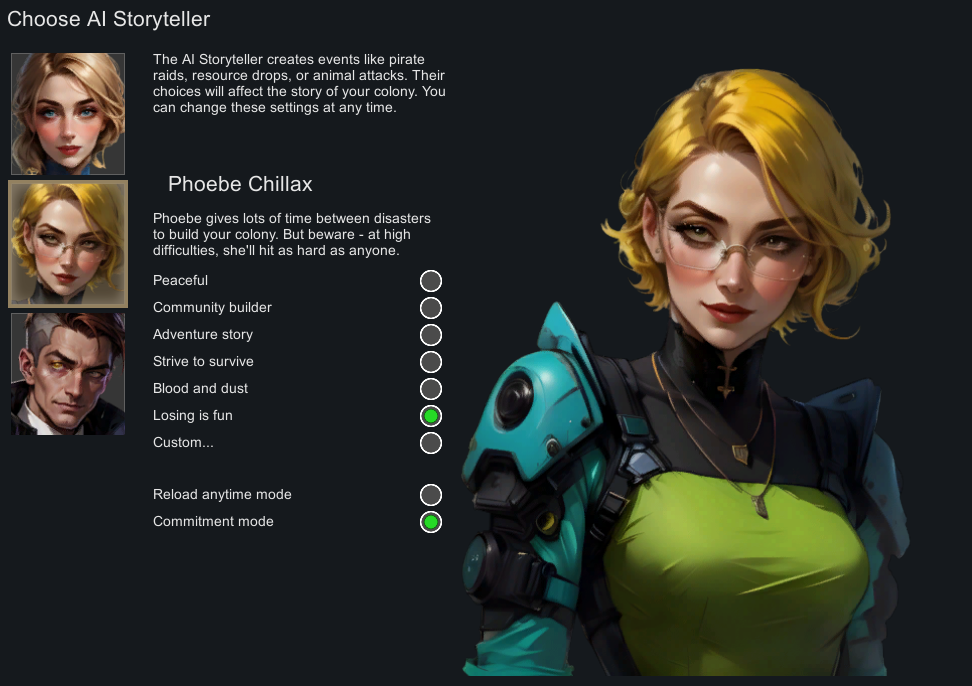 Choose AI Storyteller
The AI Storyteller creates events like pirate
raids, resource drops, or animal attacks. Their
choices will affect the story of your colony. You
can change these settings at any time.
Phoebe Chillax
Phoebe gives lots of time between disasters
to build your colony. But beware - at high
difficulties, she'll hit as hard as anyone.
Peaceful
Community builder
Adventure story
Strive to survive
Blood and dust
Losing is fun
Custom...
Reload anytime mode
Commitment mode